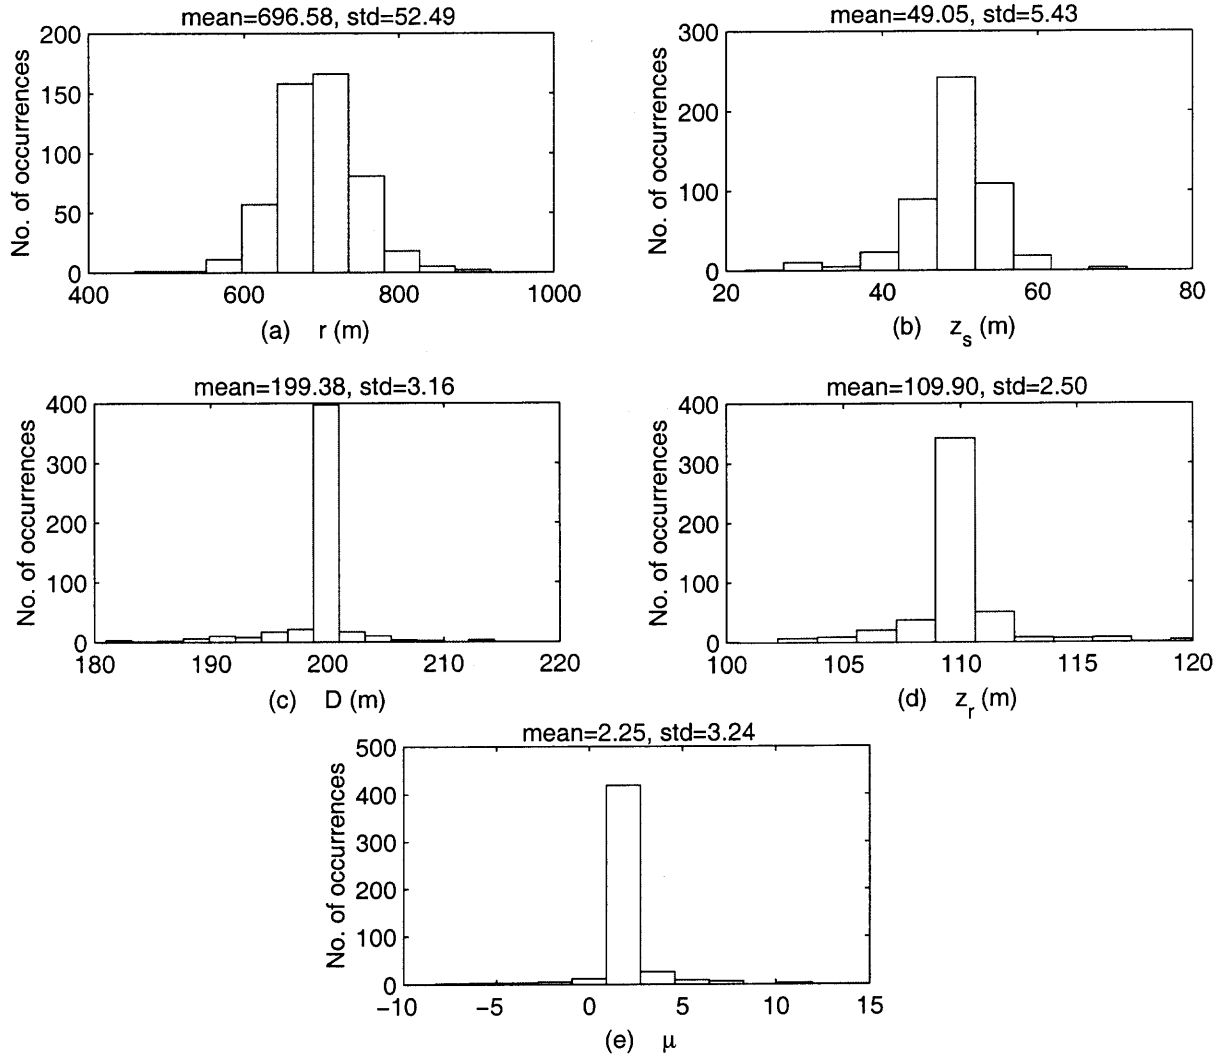 mean=696.58, std=52.49
200
150
100
50
0
No. of occurrences
400 600 800 1000
(a) r (m)
mean=49.05, std=5.43
300
200
100
0
No. of occurrences
20 40 60 80
(b) z_s (m)
mean=199.38, std=3.16
400
300
200
100
0
No. of occurrences
180 190 200 210 220
(c) D (m)
mean=109.90, std=2.50
400
300
200
100
0
No. of occurrences
100 105 110 115 120
(d) z_r (m)
mean=2.25, std=3.24
500
400
300
200
100
0
No. of occurrences
−10 −5 0 5 10 15
(e) μ